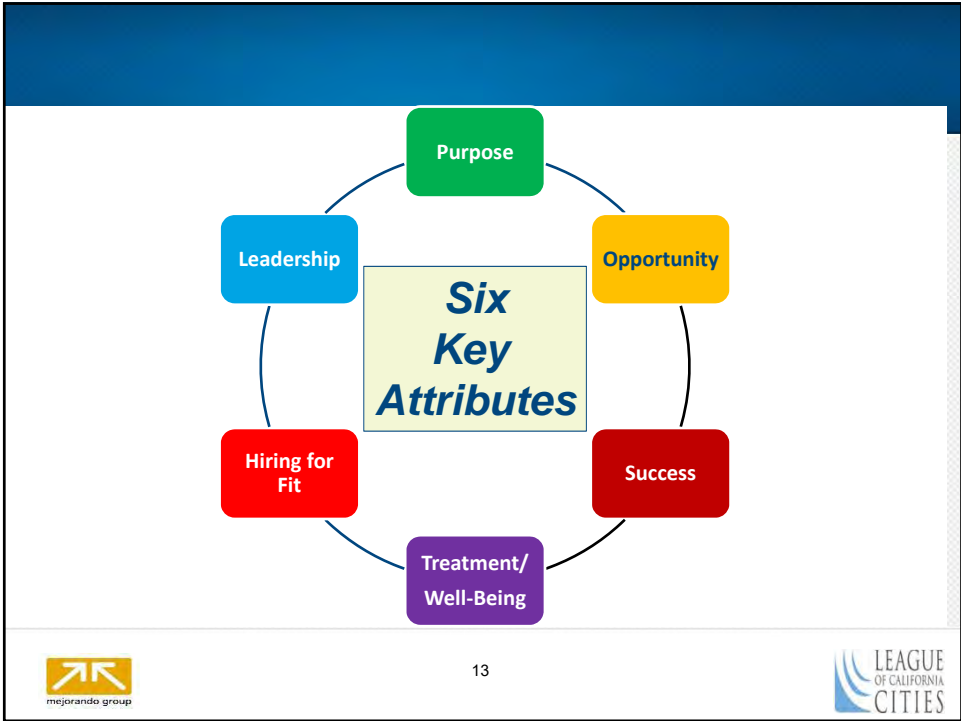 Purpose
Leadership
Opportunity
Six
Key
Attributes
Hiring for
Fit
Success
Treatment/
Well-Being
mejorando group
13
LEAGUE
OF CALIFORNIA
CITIES